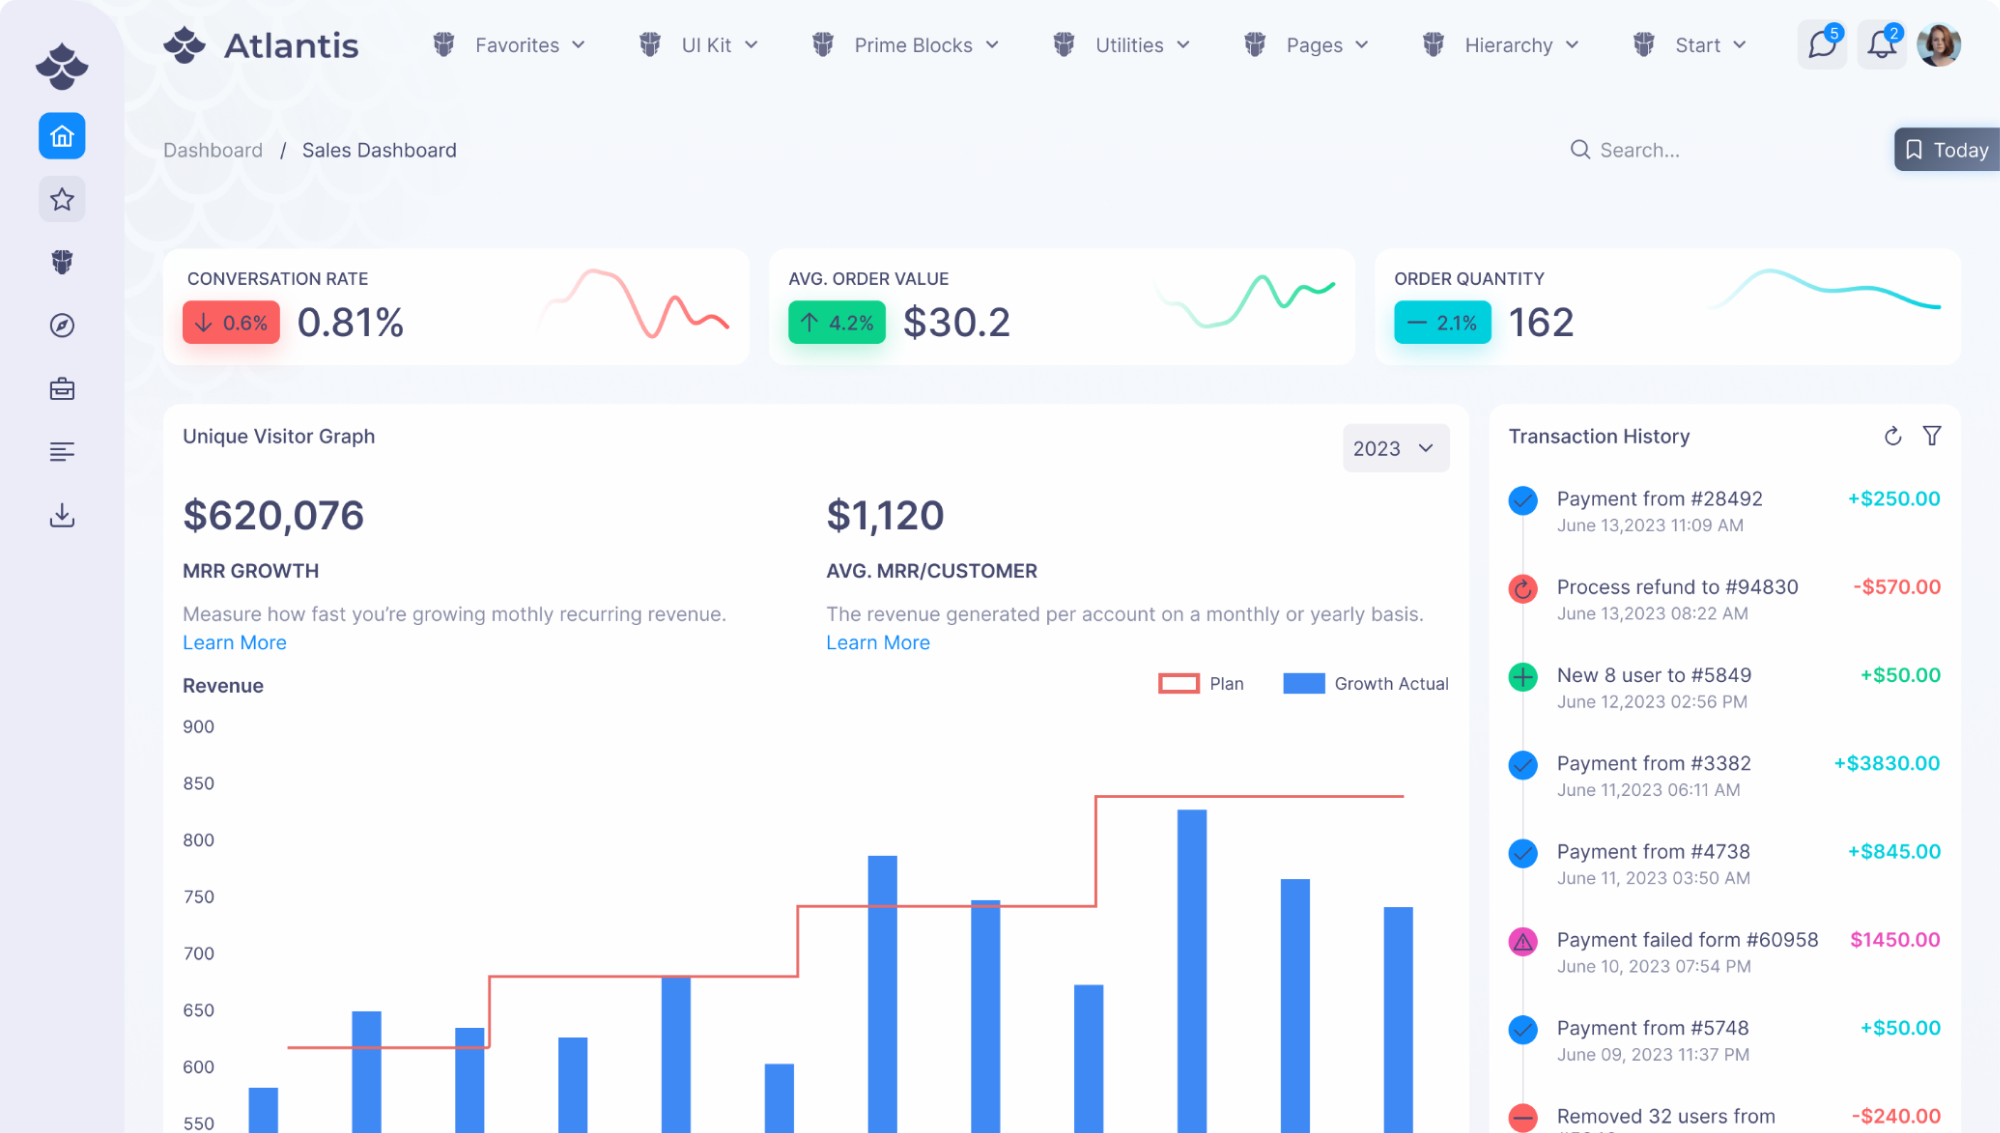 Atlantis
Favorites
UI Kit
Prime Blocks
Utilities
Pages
Hierarchy
Start
5
2
Dashboard / Sales Dashboard
Search...
Today
CONVERSATION RATE
0.6% 0.81%
AVG. ORDER VALUE
4.2% $30.2
ORDER QUANTITY
2.1% 162
Unique Visitor Graph
2023
$620,076
MRR GROWTH
Measure how fast you're growing mothly recurring revenue.
Learn More
$1,120
AVG. MRR/CUSTOMER
The revenue generated per account on a monthly or yearly basis.
Learn More
Revenue
Plan
Growth Actual
900
850
800
750
700
650
600
550
Transaction History
Payment from #28492 +$250.00
June 13,2023 11:09 AM
Process refund to #94830 -$570.00
June 13,2023 08:22 AM
New 8 user to #5849 +$50.00
June 12,2023 02:56 PM
Payment from #3382 +$3830.00
June 11,2023 06:11 AM
Payment from #4738 +$845.00
June 11, 2023 03:50 AM
Payment failed form #60958 $1450.00
June 10, 2023 07:54 PM
Payment from #5748 +$50.00
June 09, 2023 11:37 PM
Removed 32 users from -$240.00